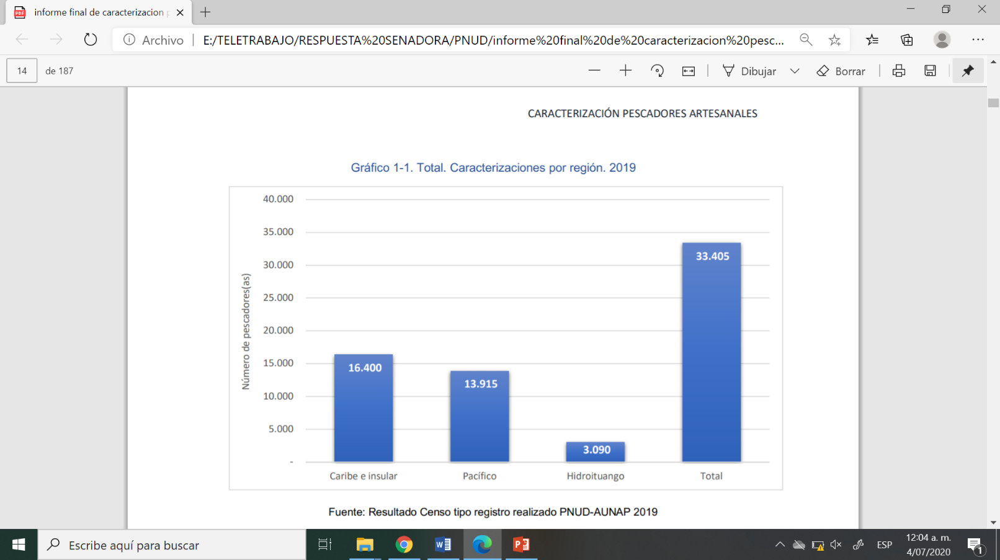 informe final de caracterizacion p
Archivo
E:/TELETRABAJO/RESPUESTA%20SENADORA/PNUD/informe%20final%20de%20caracterizacion%20pesc...
14 de 187
Dibujar
Borrar
CARACTERIZACIÓN PESCADORES ARTESANALES
Gráfico 1-1. Total. Caracterizaciones por región. 2019
Número de pescadores(as)
40.000
35.000
30.000
25.000
20.000
15.000
10.000
5.000
-
16.400
13.915
3.090
33.405
Caribe e insular
Pacífico
Hidroituango
Total
Fuente: Resultado Censo tipo registro realizado PNUD-AUNAP 2019
Escribe aquí para buscar
ESP
12:04 a. m.
4/07/2020
1